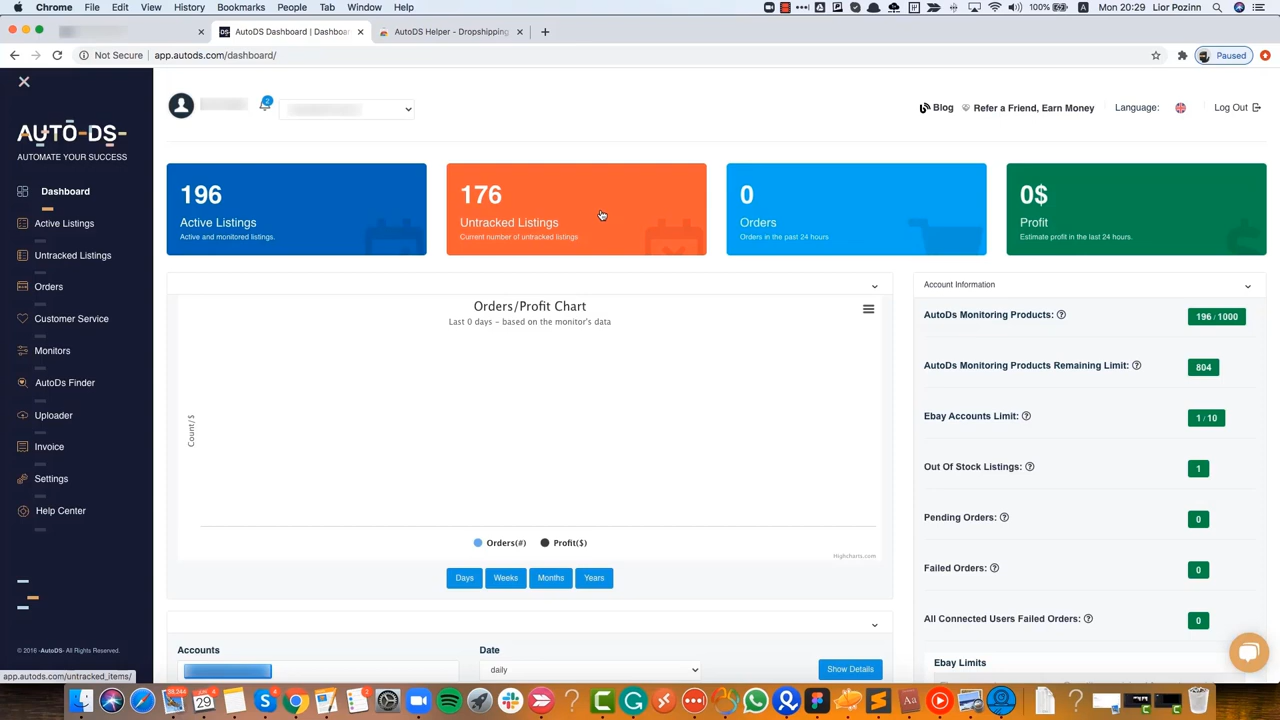 Chrome File Edit View History Bookmarks People Tab Window Help
100% Mon 20:29 Lior Pozinn
AutoDS Dashboard | Dashboa
AutoDS Helper - Dropshipping
Not Secure app.autods.com/dashboard/
Paused
Blog Refer a Friend, Earn Money Language: Log Out
2
AUTO-DS-
AUTOMATE YOUR SUCCESS
Dashboard
Active Listings
Untracked Listings
Orders
Customer Service
Monitors
AutoDs Finder
Uploader
Invoice
Settings
Help Center
© 2016 -AutoDS- All Rights Reserved.
app.autods.com/untracked_items/
196
Active Listings
Active and monitored listings.
176
Untracked Listings
Current number of untracked listings
0
Orders
Orders in the past 24 hours
0$
Profit
Estimate profit in the last 24 hours.
Orders/Profit Chart
Last 0 days - based on the monitor's data
Count/$
Orders(#) Profit($)
Highcharts.com
Days Weeks Months Years
Accounts
Date
daily
Show Details
Account Information
AutoDs Monitoring Products: 196 / 1000
AutoDs Monitoring Products Remaining Limit: 804
Ebay Accounts Limit: 1 / 10
Out Of Stock Listings: 1
Pending Orders: 0
Failed Orders: 0
All Connected Users Failed Orders: 0
Ebay Limits